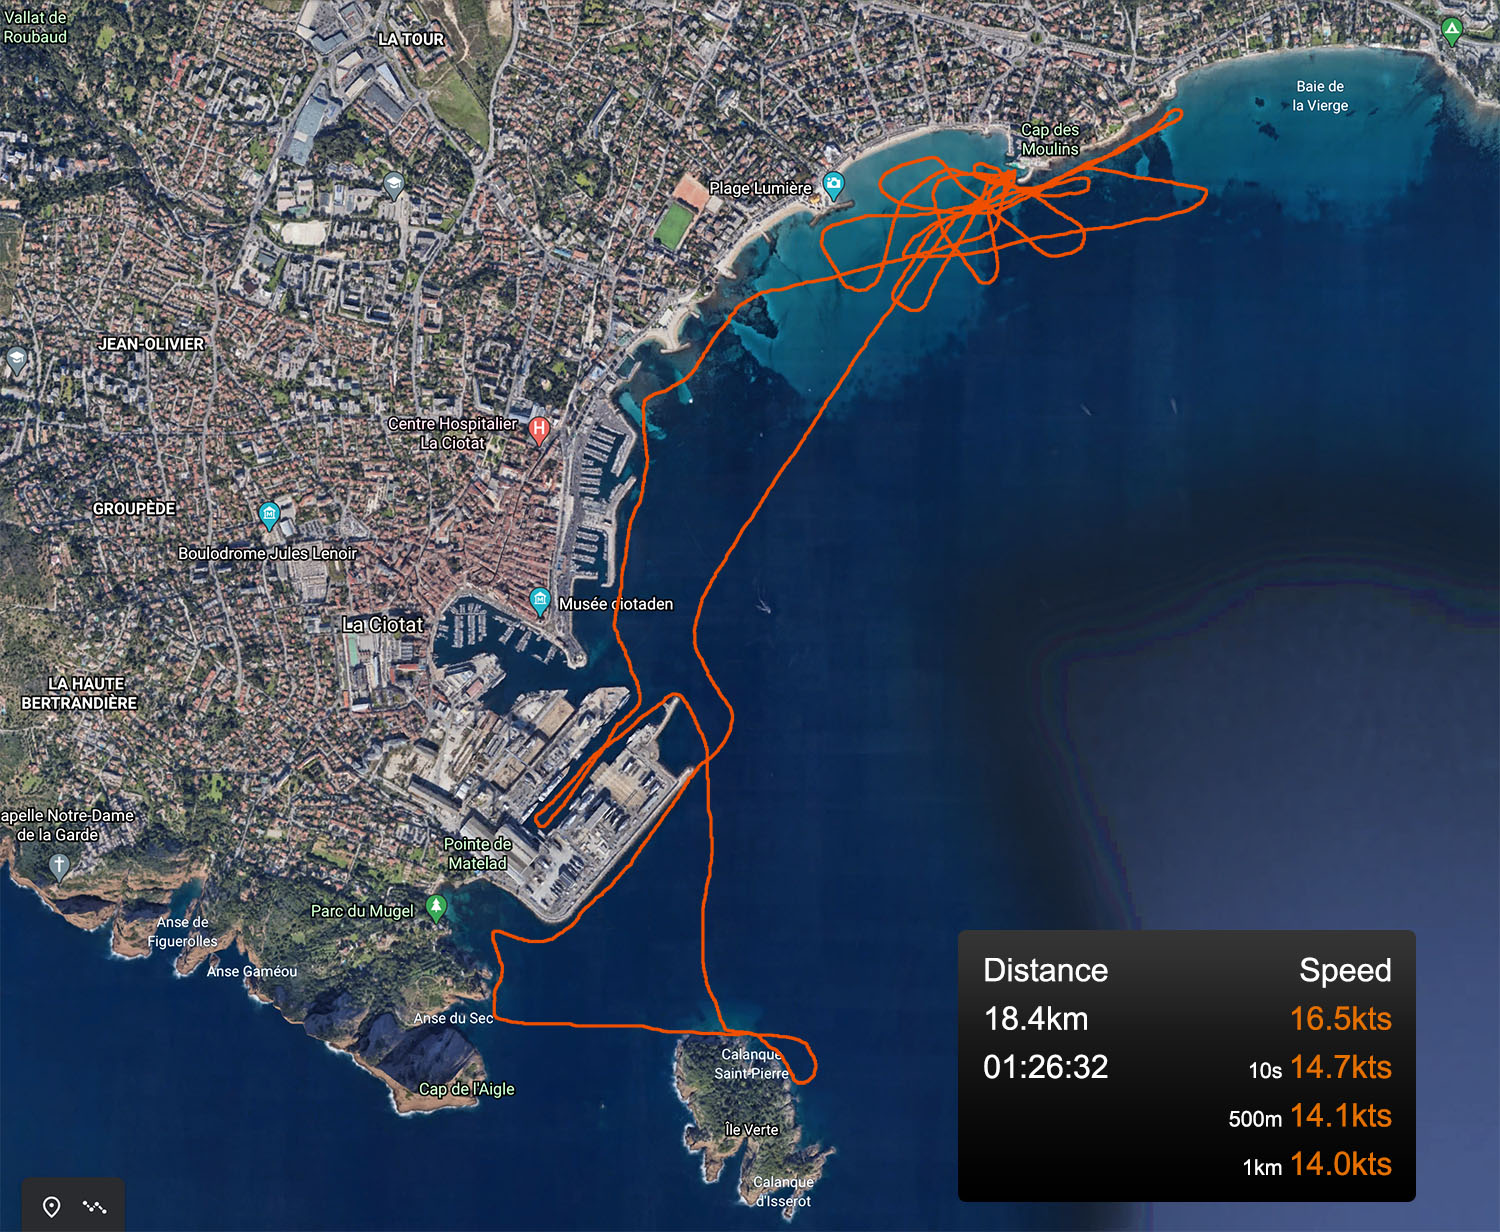 Vallat de
Roubaud
LA TOUR
Baie de
la Vierge
Cap des
Moulins
Plage Lumière
JEAN-OLIVIER
Centre Hospitalier
La Ciotat
H
GROUPÈDE
Boulodrome Jules Lenoir
Musée ciotaden
La Ciotat
LA HAUTE
BERTRANDIÈRE
apelle Notre-Dame
de la Garde
Pointe de
Matelad
Parc du Mugel
Anse de
Figuerolles
Anse Gaméou
Anse du Sec
Cap de l'Aigle
Calanque
Saint-Pierre
Île Verte
Calanque
d'Isserot
Distance Speed
18.4km 16.5kts
01:26:32 10s 14.7kts
500m 14.1kts
1km 14.0kts